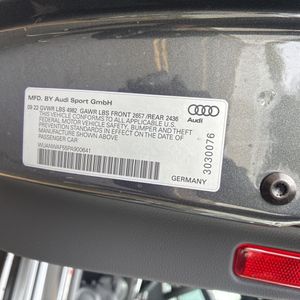 MFD. BY Audi Sport GmbH
09 22 GVWR LBS 4982 GAWR LBS FRONT 2657 /REAR 2436
THIS VEHICLE CONFORMS TO ALL APPLICABLE
FEDERAL MOTOR VEHICLE SAFETY, BUMPER AND THEFT
PREVENTION STANDARDS IN EFFECT ON THE DATE OF
MANUFACTURE SHOWN ABOVE
PASSENGER CAR
Audi
3030076
GERMANY